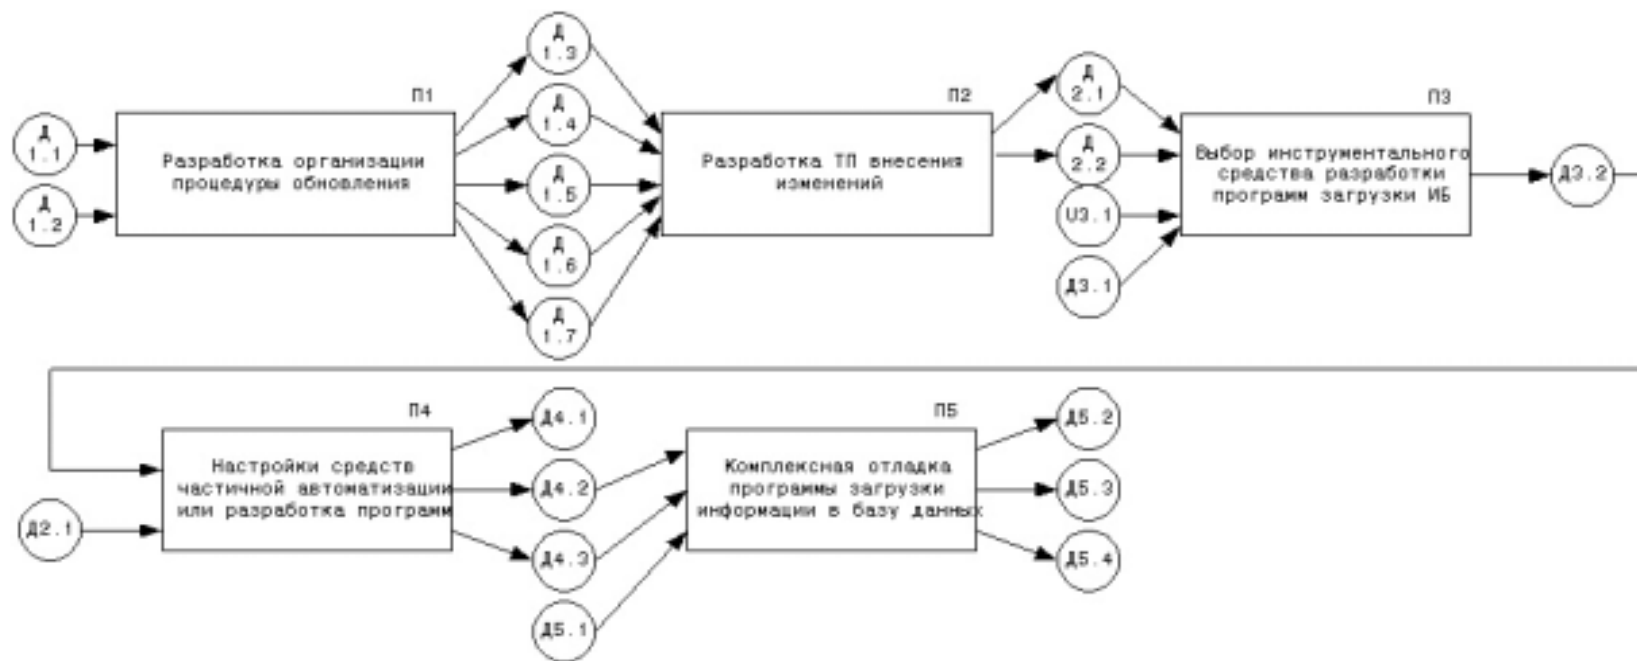 Д
1.3
П1
П2
Д
2.1
П3
Д
1.1
Д
1.4
Разработка организации
процедуры обновления
Разработка ТП внесения
изменений
Д
2.2
Выбор инструментального
средства разработки
программ загрузки ИБ
Д3.2
Д
1.5
Д
1.2
U3.1
Д
1.6
Д3.1
Д
1.7
П4
Д4.1
П5
Д5.2
Настройки средств
частичной автоматизации
или разработка программ
Д4.2
Комплексная отладка
программы загрузки
информации в базу данных
Д5.3
Д2.1
Д4.3
Д5.4
Д5.1